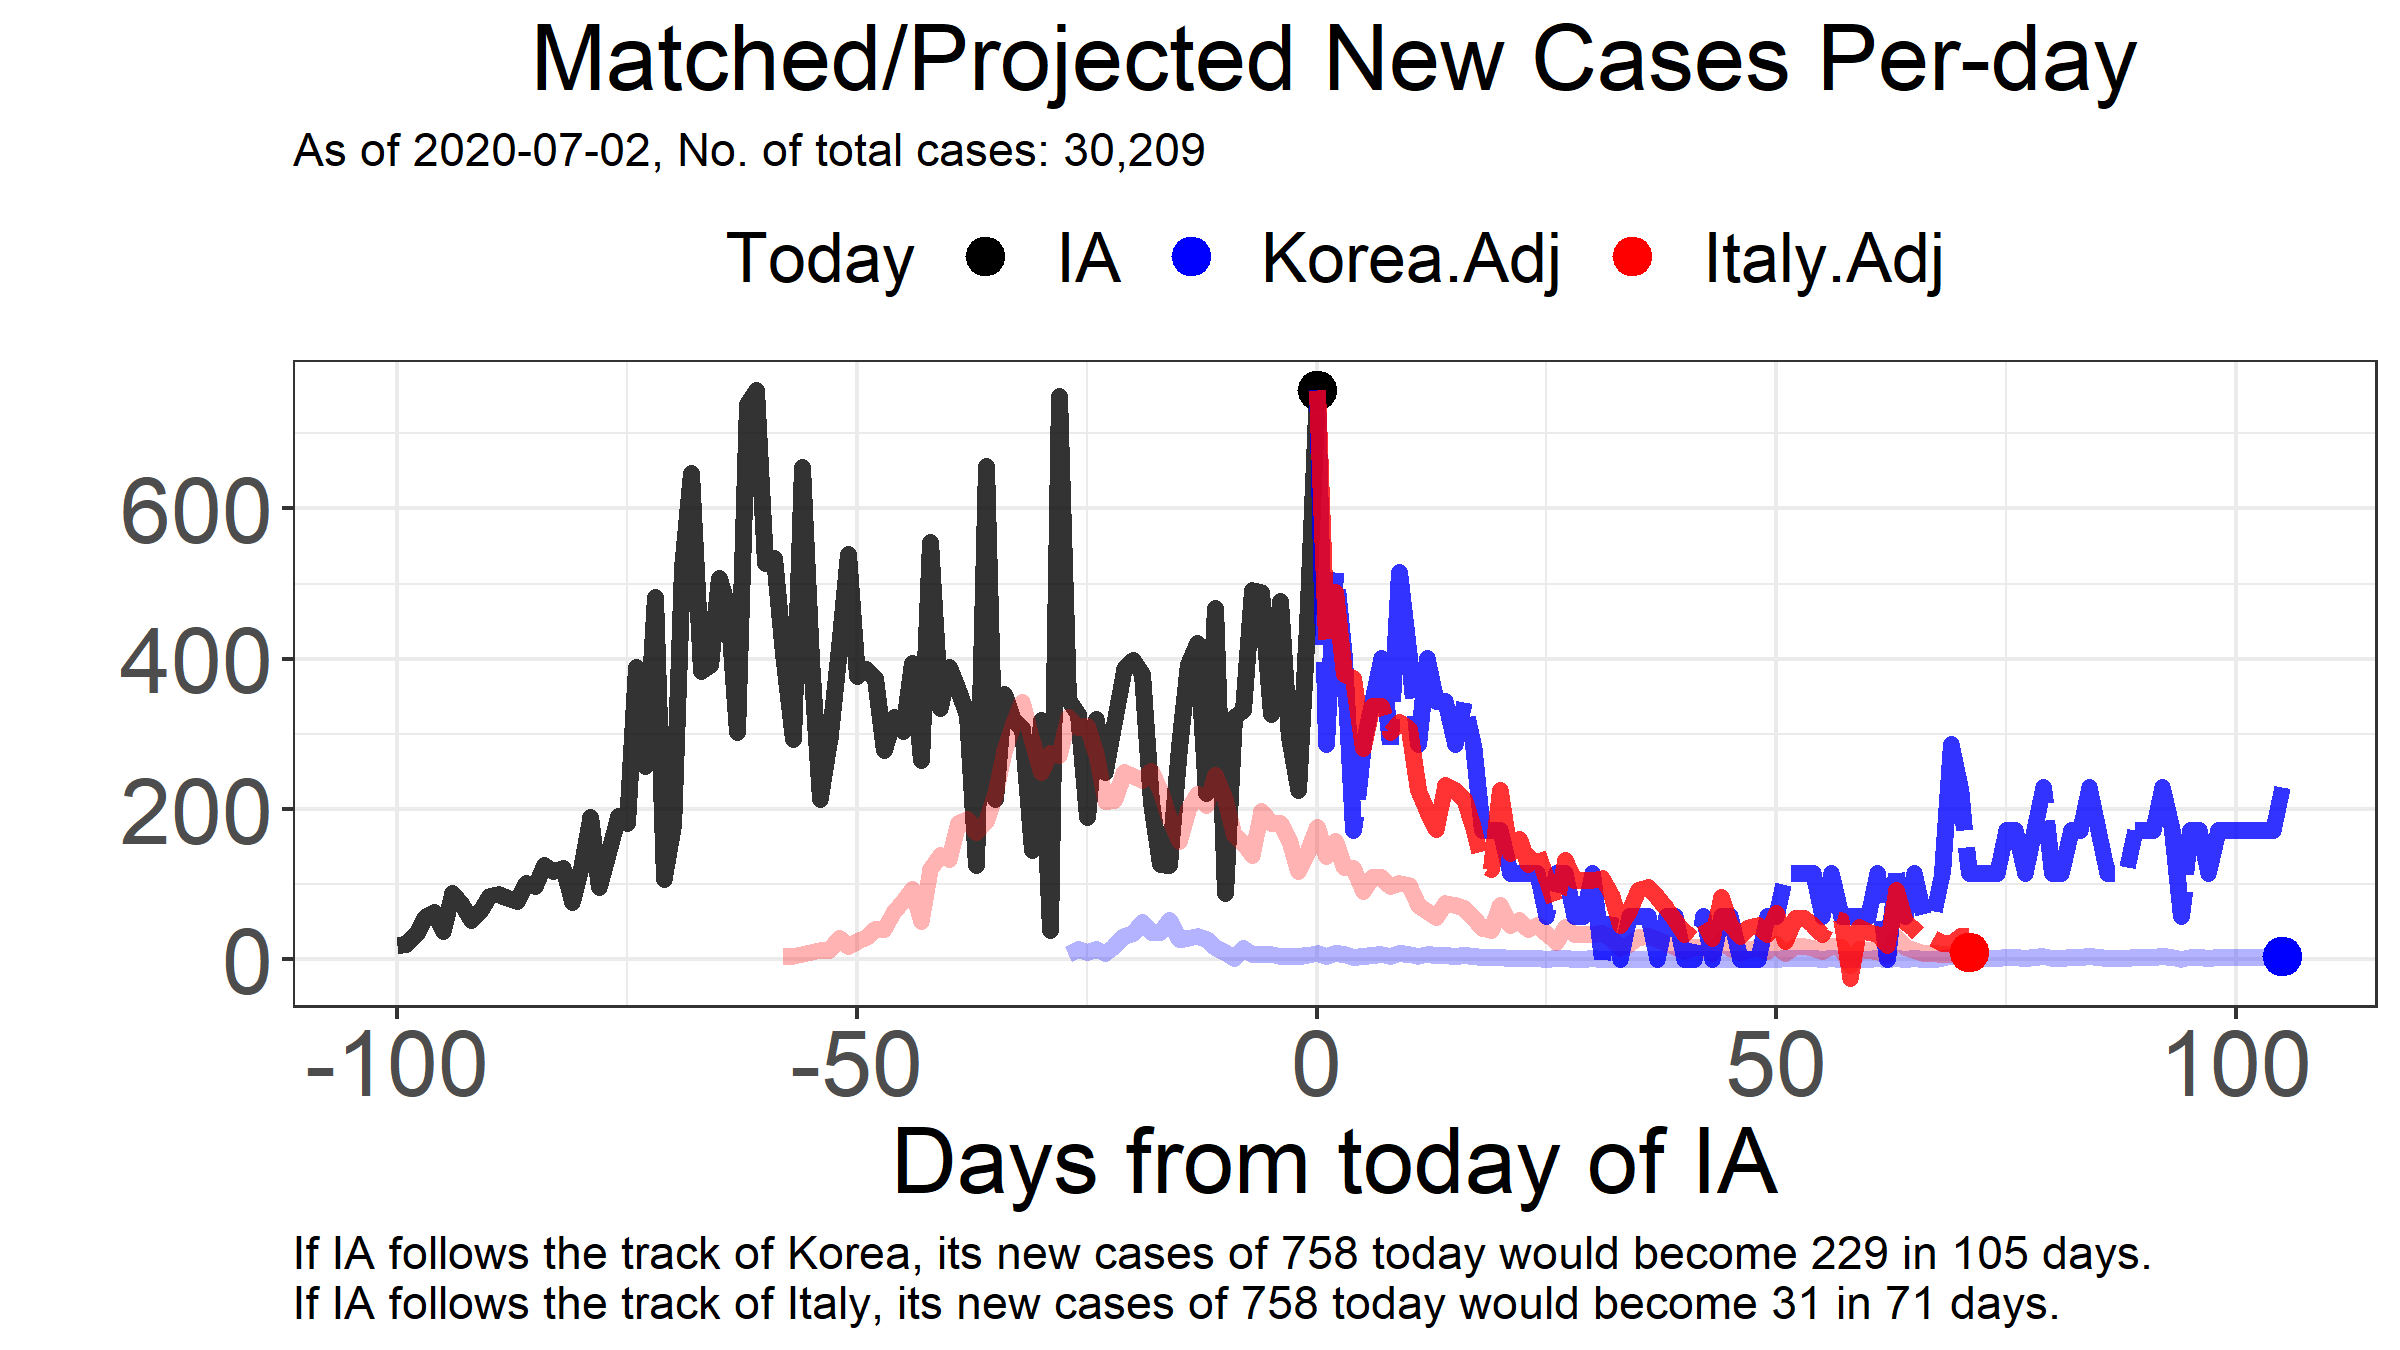 Matched/Projected New Cases Per-day
As of 2020-07-02, No. of total cases: 30,209
Today IA Korea.Adj Italy.Adj
600
400
200
0
-100 -50 0 50 100
Days from today of IA
If IA follows the track of Korea, its new cases of 758 today would become 229 in 105 days.
If IA follows the track of Italy, its new cases of 758 today would become 31 in 71 days.